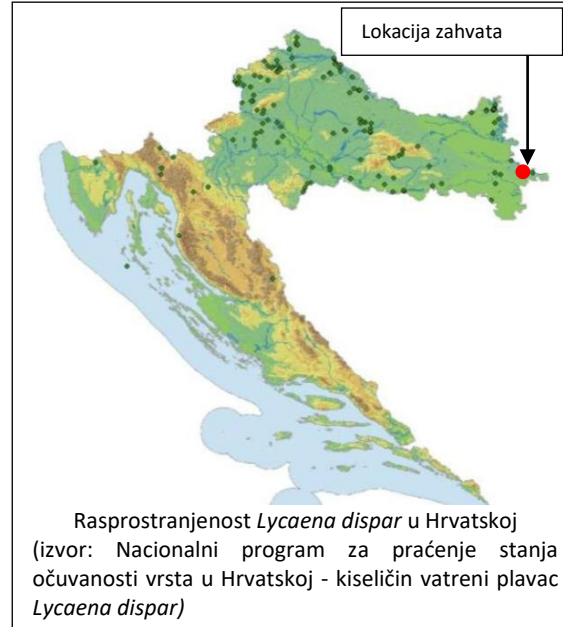 Lokacija zahvata
Rasprostranjenost Lycaena dispar u Hrvatskoj
(izvor: Nacionalni program za praćenje stanja
očuvanosti vrsta u Hrvatskoj - kiseličin vatreni plavac
Lycaena dispar)